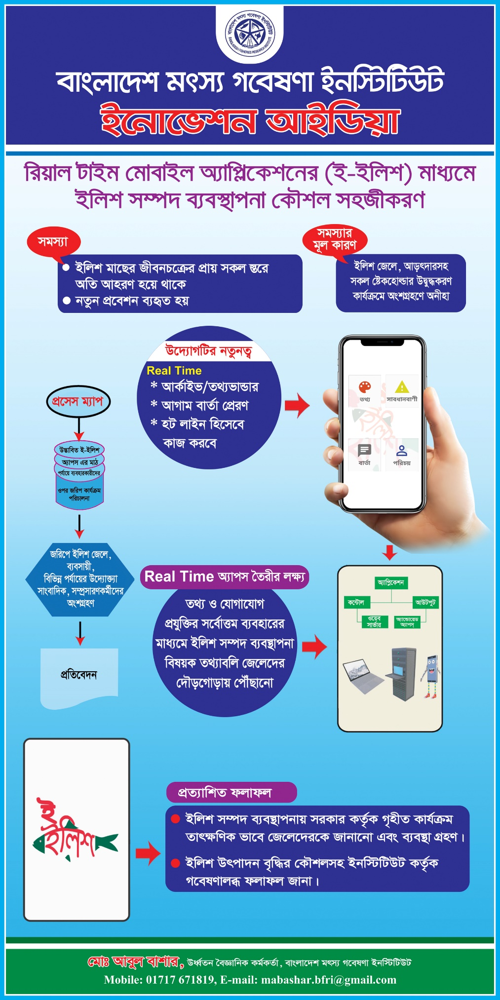 বাংলাদেশ মৎস্য গবেষণা ইনস্টিটিউট
BANGLADESH FISHERIES RESEARCH INSTITUTE
বাংলাদেশ মৎস্য গবেষণা ইনস্টিটিউট
ইনোভেশন আইডিয়া
রিয়াল টাইম মোবাইল অ্যাপ্লিকেশনের (ই-ইলিশ) মাধ্যমে
ইলিশ সম্পদ ব্যবস্থাপনা কৌশল সহজীকরণ
সমস্যা
ইলিশ মাছের জীবনচক্রের প্রায় সকল স্তরে
অতি আহরণ হয়ে থাকে
নতুন প্রবেশন ব্যহৃত হয়
সমস্যার
মূল কারণ
ইলিশ জেলে, আড়ৎদারসহ
সকল ষ্টেকহোল্ডার উদ্বুদ্ধকরণ
কার্যক্রমে অংশগ্রহণে অনীহা
উদ্যোগটির নতুনত্ব
Real Time
* আর্কাইভ/তথ্যভান্ডার
* আগাম বার্তা প্রেরণ
* হট লাইন হিসেবে
কাজ করবে
তথ্য
সাবধানবাণী
বার্তা
পরিচয়
প্রসেস ম্যাপ
উদ্ভাবিত ই-ইলিশ
অ্যাপস এর মাঠ
পর্যায়ে ব্যবহারকারীদের
ওপর জরিপ কার্যক্রম
পরিচালনা
জরিপে ইলিশ জেলে,
ব্যবসায়ী,
বিভিন্ন পর্যায়ের উদ্যোক্ত্যা
সাংবাদিক, সম্প্রসারণকর্মীদের
অংশগ্রহণ
প্রতিবেদন
Real Time অ্যাপস তৈরীর লক্ষ্য
তথ্য ও যোগাযোগ
প্রযুক্তির সর্বোত্তম ব্যবহারের
মাধ্যমে ইলিশ সম্পদ ব্যবস্থাপনা
বিষয়ক তথ্যাবলি জেলেদের
দৌড়গোড়ায় পৌঁছানো
অ্যাপ্লিকেশন
কন্টোল
আউটপুট
ওয়েব
সার্ভার
অ্যান্ডোয়েড
অ্যাপস্
ই
ইলিশ
প্রত্যাশিত ফলাফল
ইলিশ সম্পদ ব্যবস্থাপনায় সরকার কর্তৃক গৃহীত কার্যক্রম
তাৎক্ষণিক ভাবে জেলেদেরকে জানানো এবং ব্যবস্থা গ্রহণ।
ইলিশ উৎপাদন বৃদ্ধির কৌশলসহ ইনস্টিটিউট কর্তৃক
গবেষণালব্ধ ফলাফল জানা।
মোঃ আবুল বাশার, উর্ধ্বতন বৈজ্ঞানিক কর্মকর্তা, বাংলাদেশ মৎস্য গবেষণা ইনস্টিটিউট
Mobile: 01717 671819, E-mail: mabashar.bfri@gmail.com